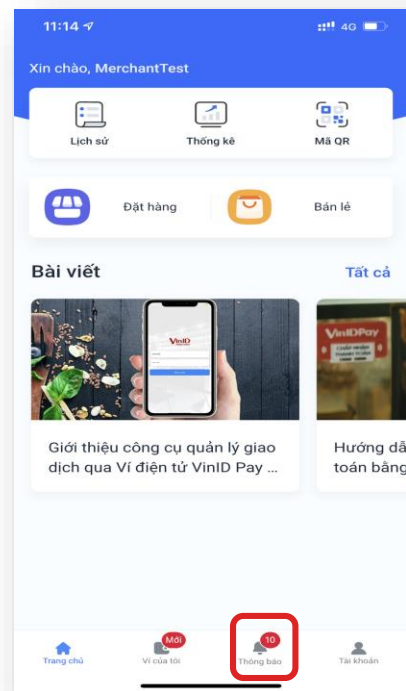 11:14 4G
Xin chào, MerchantTest
Lịch sử Thống kê Mã QR
Đặt hàng Bán lẻ
Bài viết Tất cả
VinID
VinIDPay
Giới thiệu công cụ quản lý giao
dịch qua Ví điện tử VinID Pay ...
Hướng dẫ
toán bằng
Mới 10
Trang chủ Ví của tôi Thông báo Tài khoản